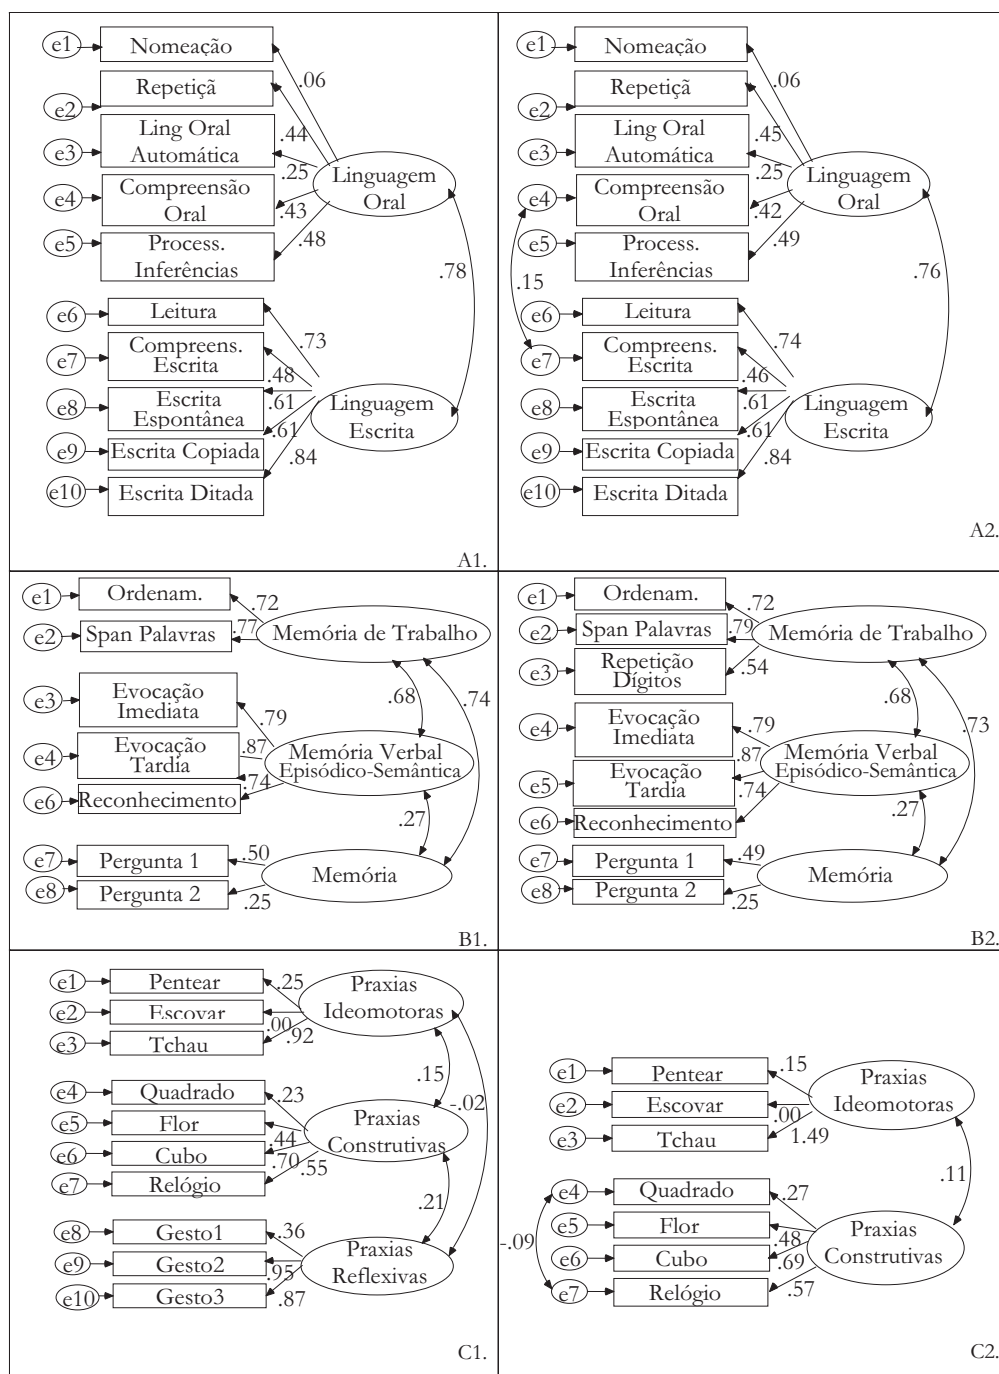 e1
Nomeação
.06
e2
Repetiçã
e3
Ling Oral
Automática
.44
.25
e4
Compreensão
Oral
.43
e5
Process.
Inferências
.48
Linguagem
Oral
.78
e6
Leitura
.73
e7
Compreens.
Escrita
.48
e8
Escrita
Espontânea
.61
e9
Escrita Copiada
.61
e10
Escrita Ditada
.84
Linguagem
Escrita
A1.
e1
Nomeação
.06
e2
Repetiçã
e3
Ling Oral
Automática
.45
.25
e4
Compreensão
Oral
.42
e5
Process.
Inferências
.49
Linguagem
Oral
.15
.76
e6
Leitura
.74
e7
Compreens.
Escrita
.46
e8
Escrita
Espontânea
.61
e9
Escrita Copiada
.61
e10
Escrita Ditada
.84
Linguagem
Escrita
A2.
e1
Ordenam.
.72
e2
Span Palavras
.77
Memória de Trabalho
.68
.74
e3
Evocação
Imediata
.79
e4
Evocação
Tardia
.87
Memória Verbal
Episódico-Semântica
e6
Reconhecimento
.74
.27
e7
Pergunta 1
.50
e8
Pergunta 2
.25
Memória
B1.
e1
Ordenam.
.72
e2
Span Palavras
.79
Memória de Trabalho
e3
Repetição
Dígitos
.54
.68
.73
e4
Evocação
Imediata
.79
.87
Memória Verbal
Episódico-Semântica
e5
Evocação
Tardia
.74
e6
Reconhecimento
.27
e7
Pergunta 1
.49
e8
Pergunta 2
.25
Memória
B2.
e1
Pentear
.25
e2
Escovar
.00
e3
Tchau
.92
Praxias
Ideomotoras
.15
-.02
e4
Quadrado
.23
e5
Flor
.44
e6
Cubo
.70
e7
Relógio
.55
Praxias
Construtivas
.21
e8
Gesto1
.36
e9
Gesto2
.95
e10
Gesto3
.87
Praxias
Reflexivas
C1.
e1
Pentear
.15
e2
Escovar
.00
e3
Tchau
1.49
Praxias
Ideomotoras
.11
e4
Quadrado
.27
e5
Flor
.48
-.09
e6
Cubo
.69
e7
Relógio
.57
Praxias
Construtivas
C2.